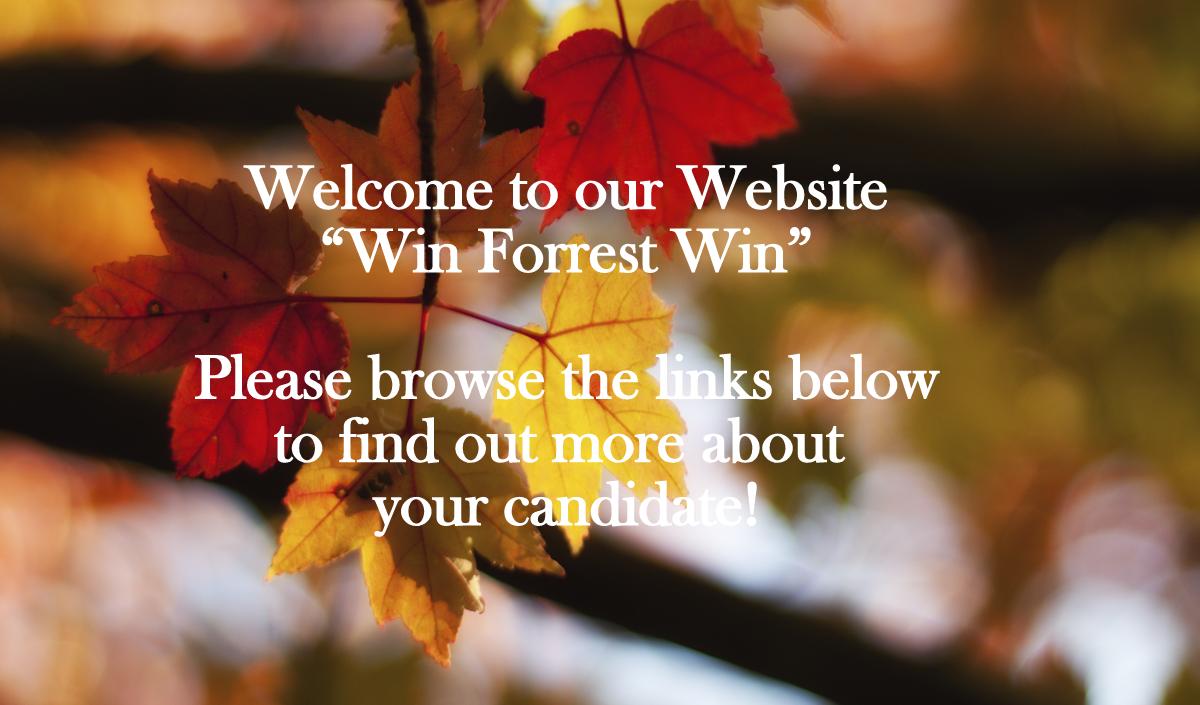 Welcome to our Website
“Win Forrest Win”
Please browse the links below
to find out more about
your candidate!